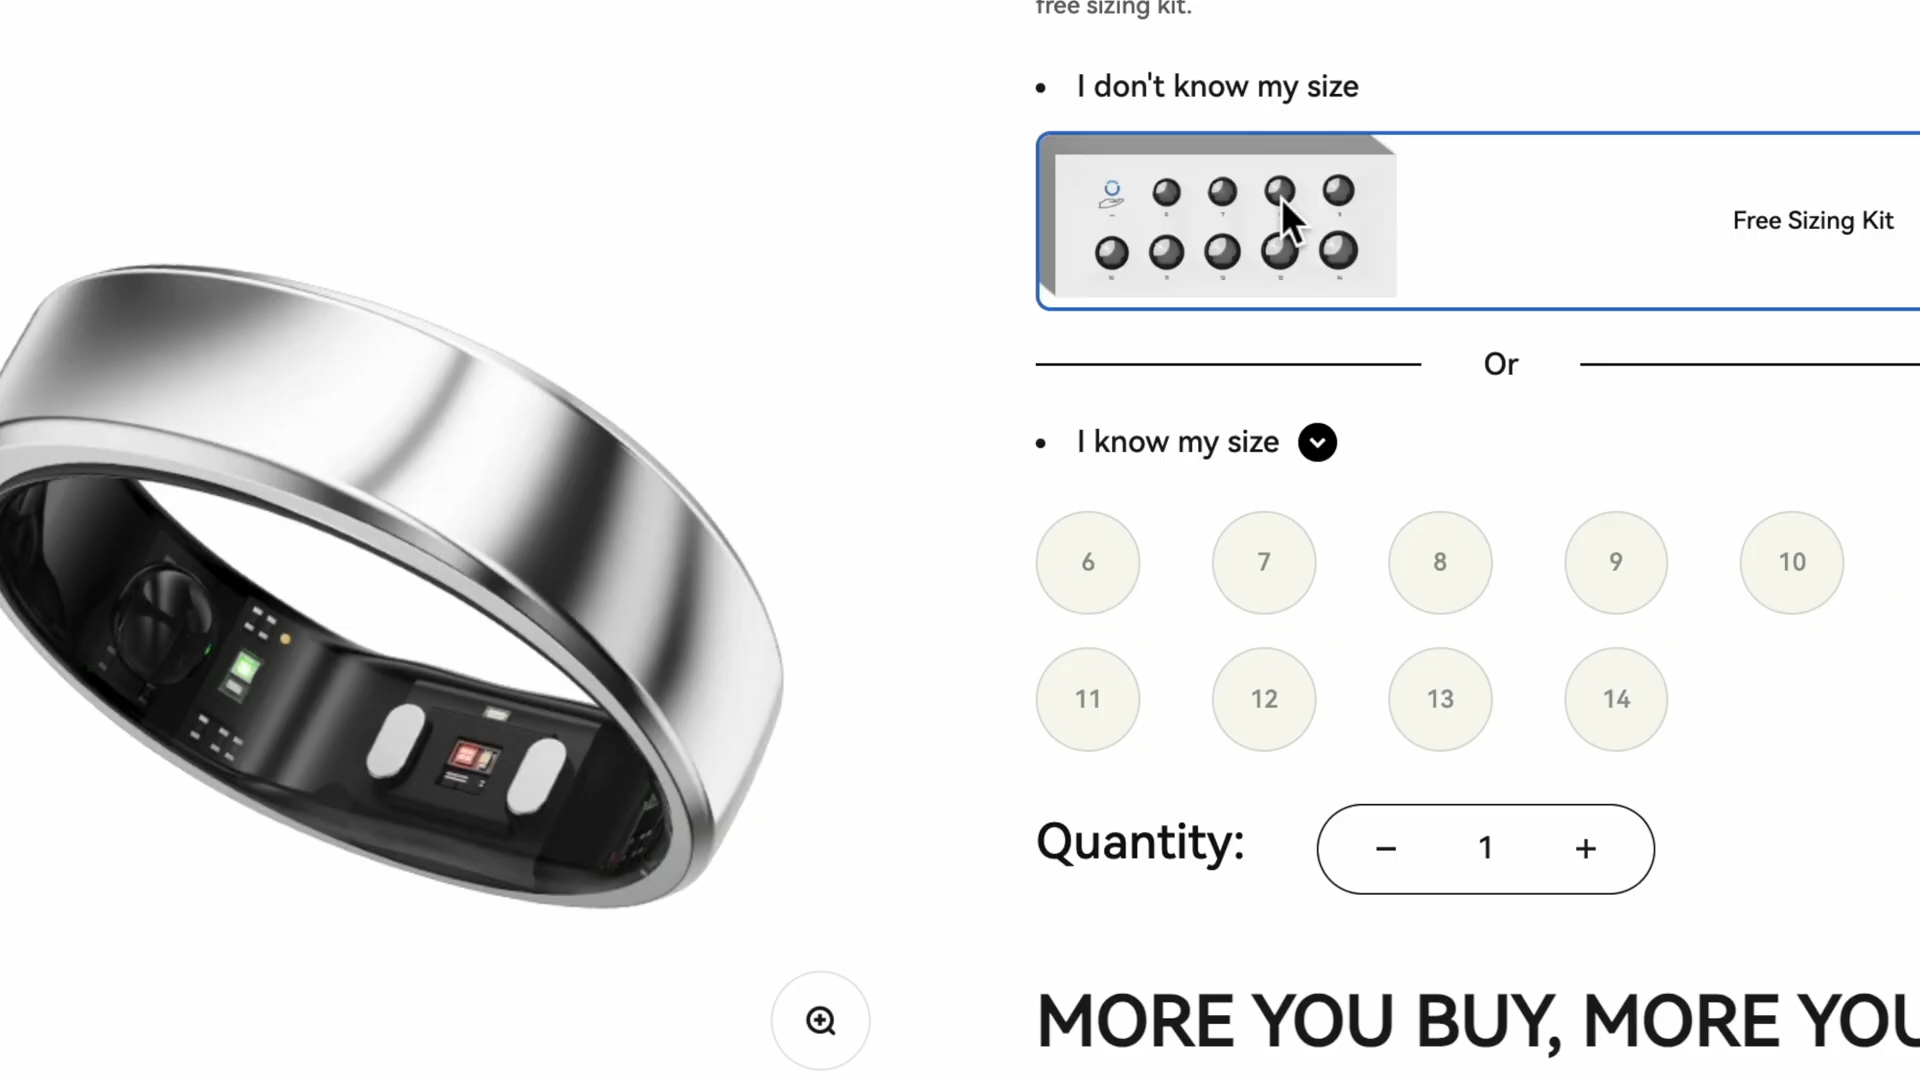 free sizing kit.
• I don't know my size
Free Sizing Kit
Or
• I know my size
6 7 8 9 10
11 12 13 14
Quantity: − 1 +
MORE YOU BUY, MORE YOU